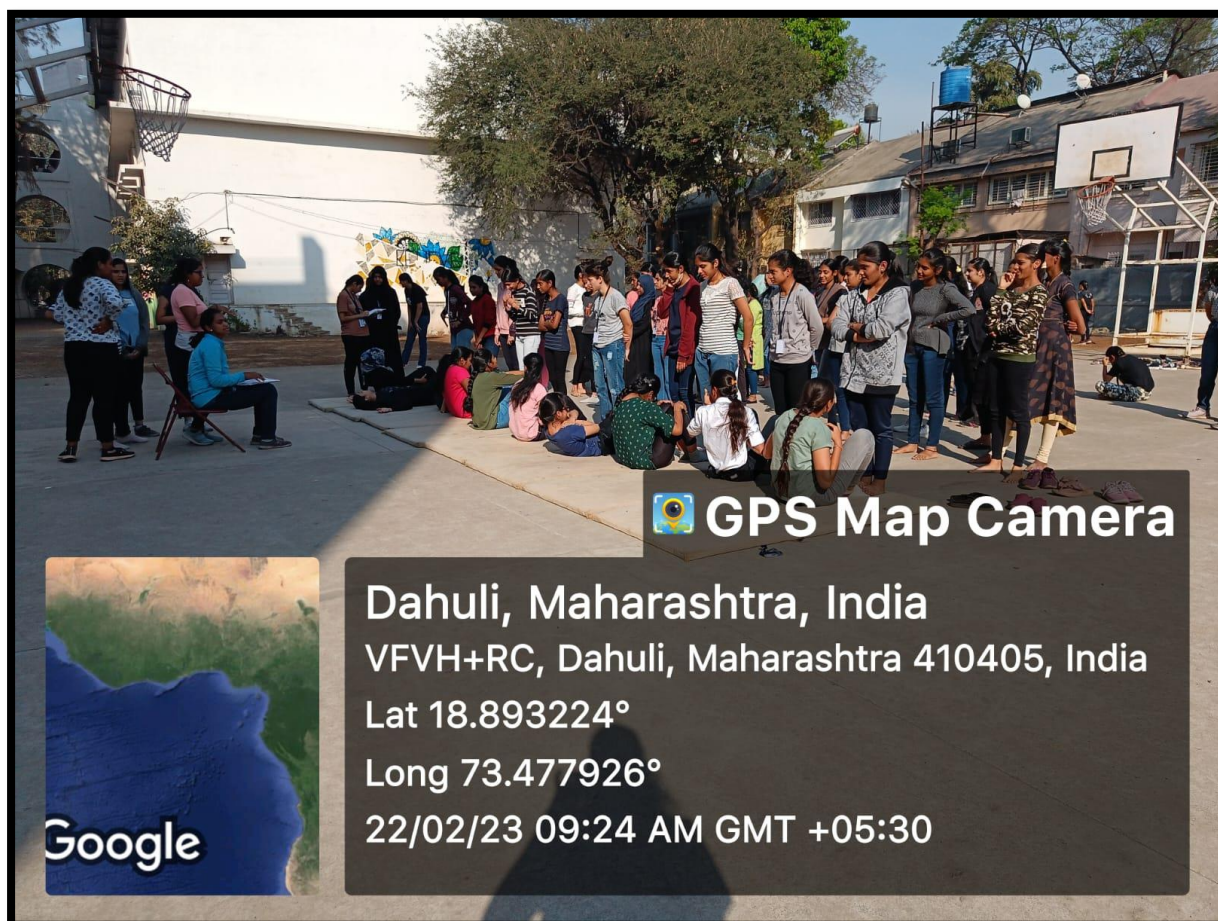 GPS Map Camera
Dahuli, Maharashtra, India
VFVH+RC, Dahuli, Maharashtra 410405, India
Lat 18.893224°
Long 73.477926°
22/02/23 09:24 AM GMT +05:30
Google